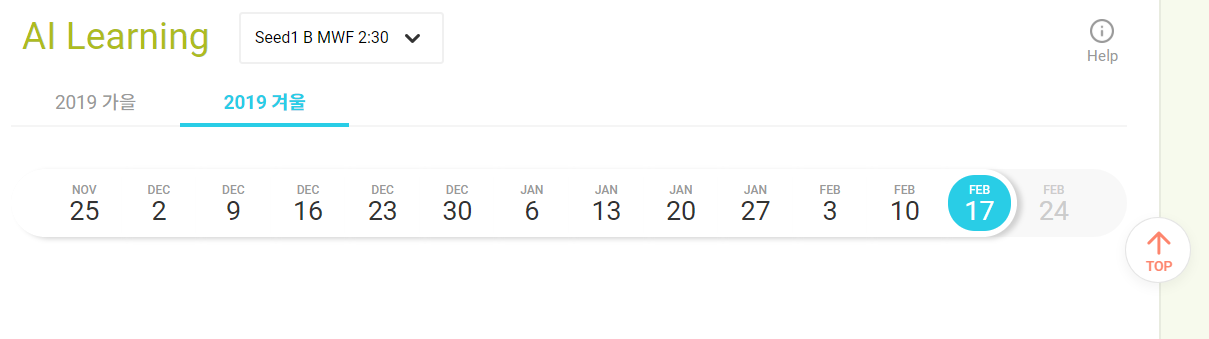 AI Learning
Seed1 B MWF 2:30
Help
2019 가을
2019 겨울
NOV DEC DEC DEC DEC DEC JAN JAN JAN JAN FEB FEB FEB FEB
25 2 9 16 23 30 6 13 20 27 3 10 17 24
TOP